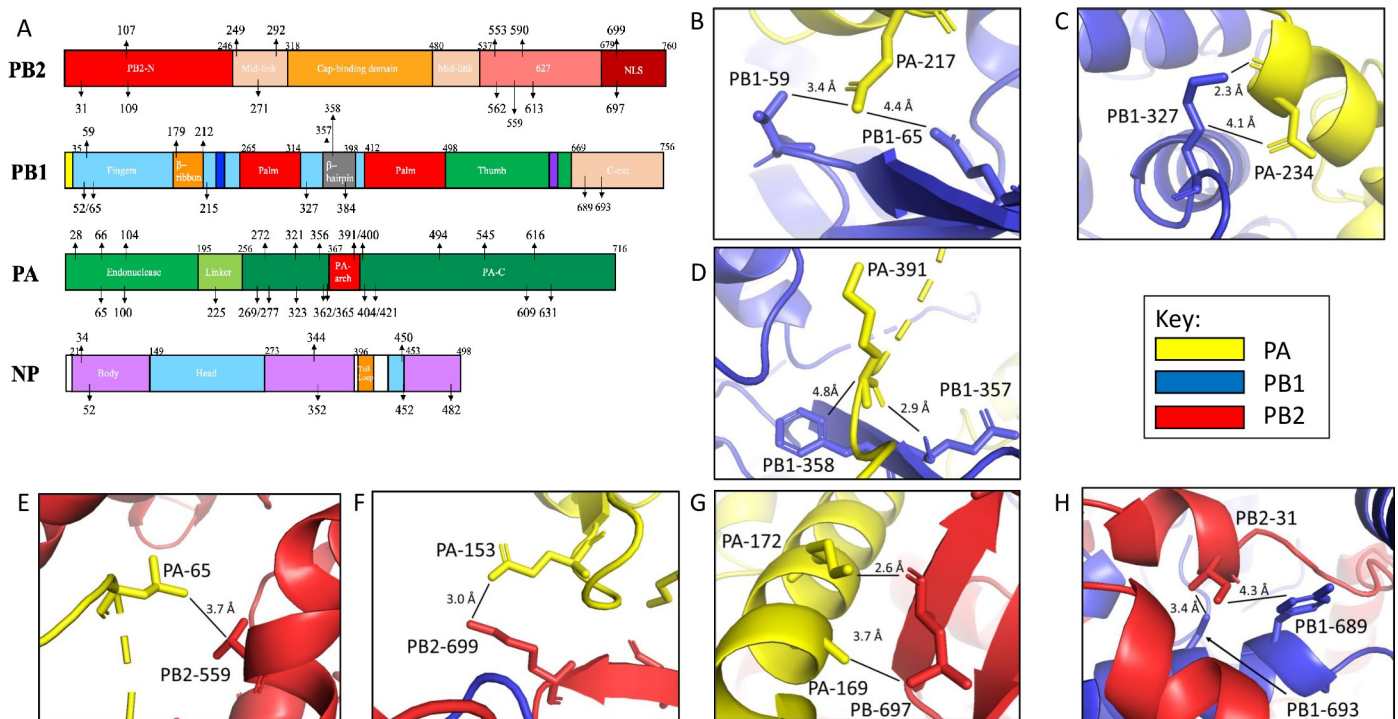 A
107
249
292
553
590
699
246
318
480
537
679
760
PB2
PB2-N
Mid-link
Cap-binding domain
Mid-link
627
NLS
31
109
271
562
559
613
697
358
59
179
212
357
35
265
314
398
412
498
669
756
PB1
Fingers
β-
ribbon
Palm
β-
hairpin
Palm
Thumb
C-ext
52/65
215
327
384
689
693
28
66
104
272
321
356
391/400
494
545
616
195
256
367
716
PA
Endonuclease
Linker
PA-
arch
PA-C
65
100
225
269/277
323
362/365
404/421
609
631
34
344
450
21
149
273
396
453
498
NP
Body
Head
Tail
Loop
52
352
452
482
B
PA-217
PB1-59
3.4 Å
4.4 Å
PB1-65
C
2.3 Å
PB1-327
4.1 Å
PA-234
D
PA-391
4.8Å
2.9 Å
PB1-357
PB1-358
Key:
PA
PB1
PB2
E
PA-65
3.7 Å
PB2-559
F
PA-153
3.0 Å
PB2-699
G
PA-172
2.6 Å
3.7 Å
PA-169
PB-697
H
PB2-31
4.3 Å
3.4 Å
PB1-689
PB1-693